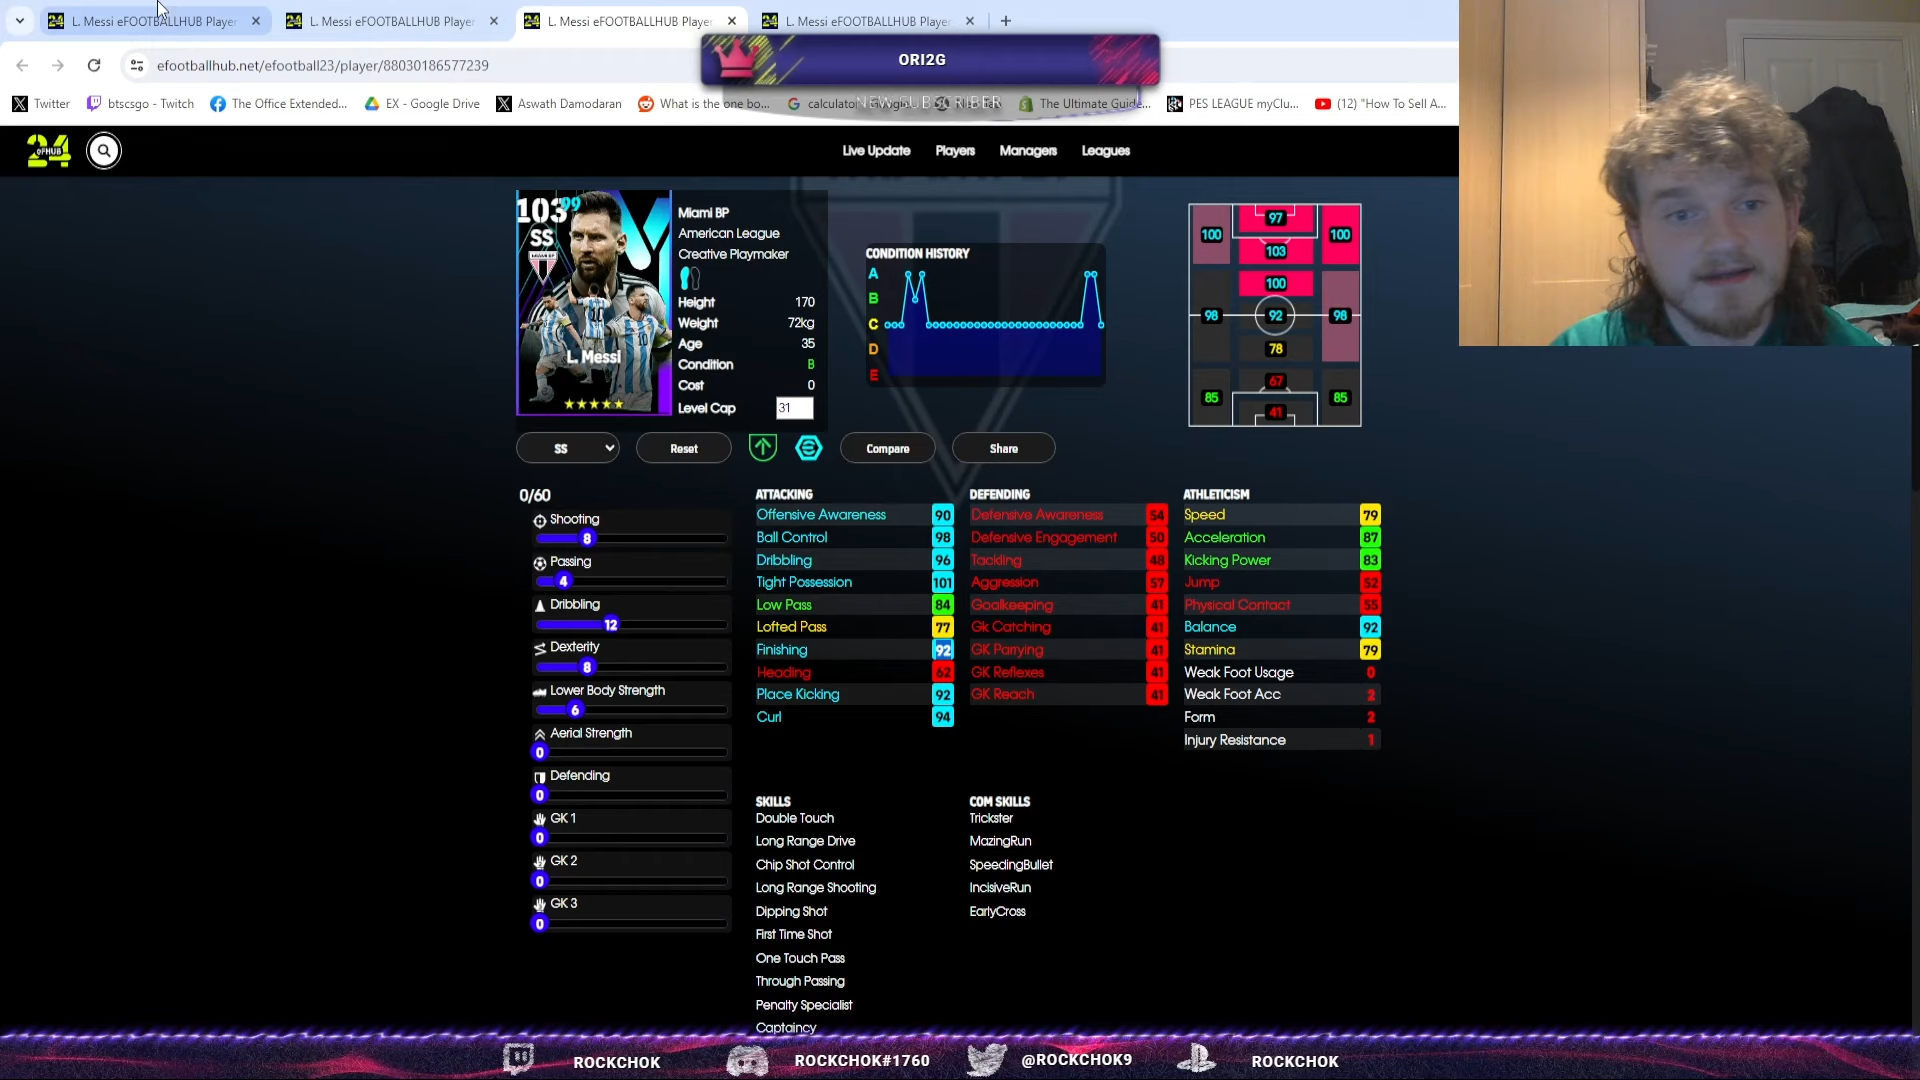 L. Messi eFOOTBALLHUB Player
L. Messi eFOOTBALLHUB Player
L. Messi eFOOTBALLHUB Player
L. Messi eFOOTBALLHUB Player
efootballhub.net/efootball23/player/88030186577239
ORI2G
NEW SUBSCRIBER
Twitter
btscsgo - Twitch
The Office Extended...
EX - Google Drive
Aswath Damodaran
What is the one bo...
The Ultimate Guide...
PES LEAGUE myClu...
(12) "How To Sell A...
24
Live Update
Players
Managers
Leagues
103 99
SS
MIAMI BP
L. Messi
★★★★★
Miami BP
American League
Creative Playmaker
Height 170
Weight 72kg
Age 35
Condition B
Cost 0
Level Cap 31
CONDITION HISTORY
A
B
C
D
E
97
100 100
103
100
98 92 98
78
67
85 85
41
SS
Reset
Compare
Share
0/60
Shooting
8
Passing
4
Dribbling
12
Dexterity
8
Lower Body Strength
6
Aerial Strength
0
Defending
0
GK 1
0
GK 2
0
GK 3
0
ATTACKING
Offensive Awareness 90
Ball Control 98
Dribbling 96
Tight Possession 101
Low Pass 84
Lofted Pass 77
Finishing 92
Heading 62
Place Kicking 92
Curl 94
DEFENDING
Defensive Awareness 54
Defensive Engagement 50
Tackling 48
Aggression 57
Goalkeeping 41
Gk Catching 41
GK Parrying 41
GK Reflexes 41
GK Reach 41
ATHLETICISM
Speed 79
Acceleration 87
Kicking Power 83
Jump 52
Physical Contact 55
Balance 92
Stamina 79
Weak Foot Usage 0
Weak Foot Acc 2
Form 2
Injury Resistance 1
SKILLS
Double Touch
Long Range Drive
Chip Shot Control
Long Range Shooting
Dipping Shot
First Time Shot
One Touch Pass
Through Passing
Penalty Specialist
Captaincy
COM SKILLS
Trickster
MazingRun
SpeedingBullet
IncisiveRun
EarlyCross
ROCKCHOK
ROCKCHOK#1760
@ROCKCHOK9
ROCKCHOK